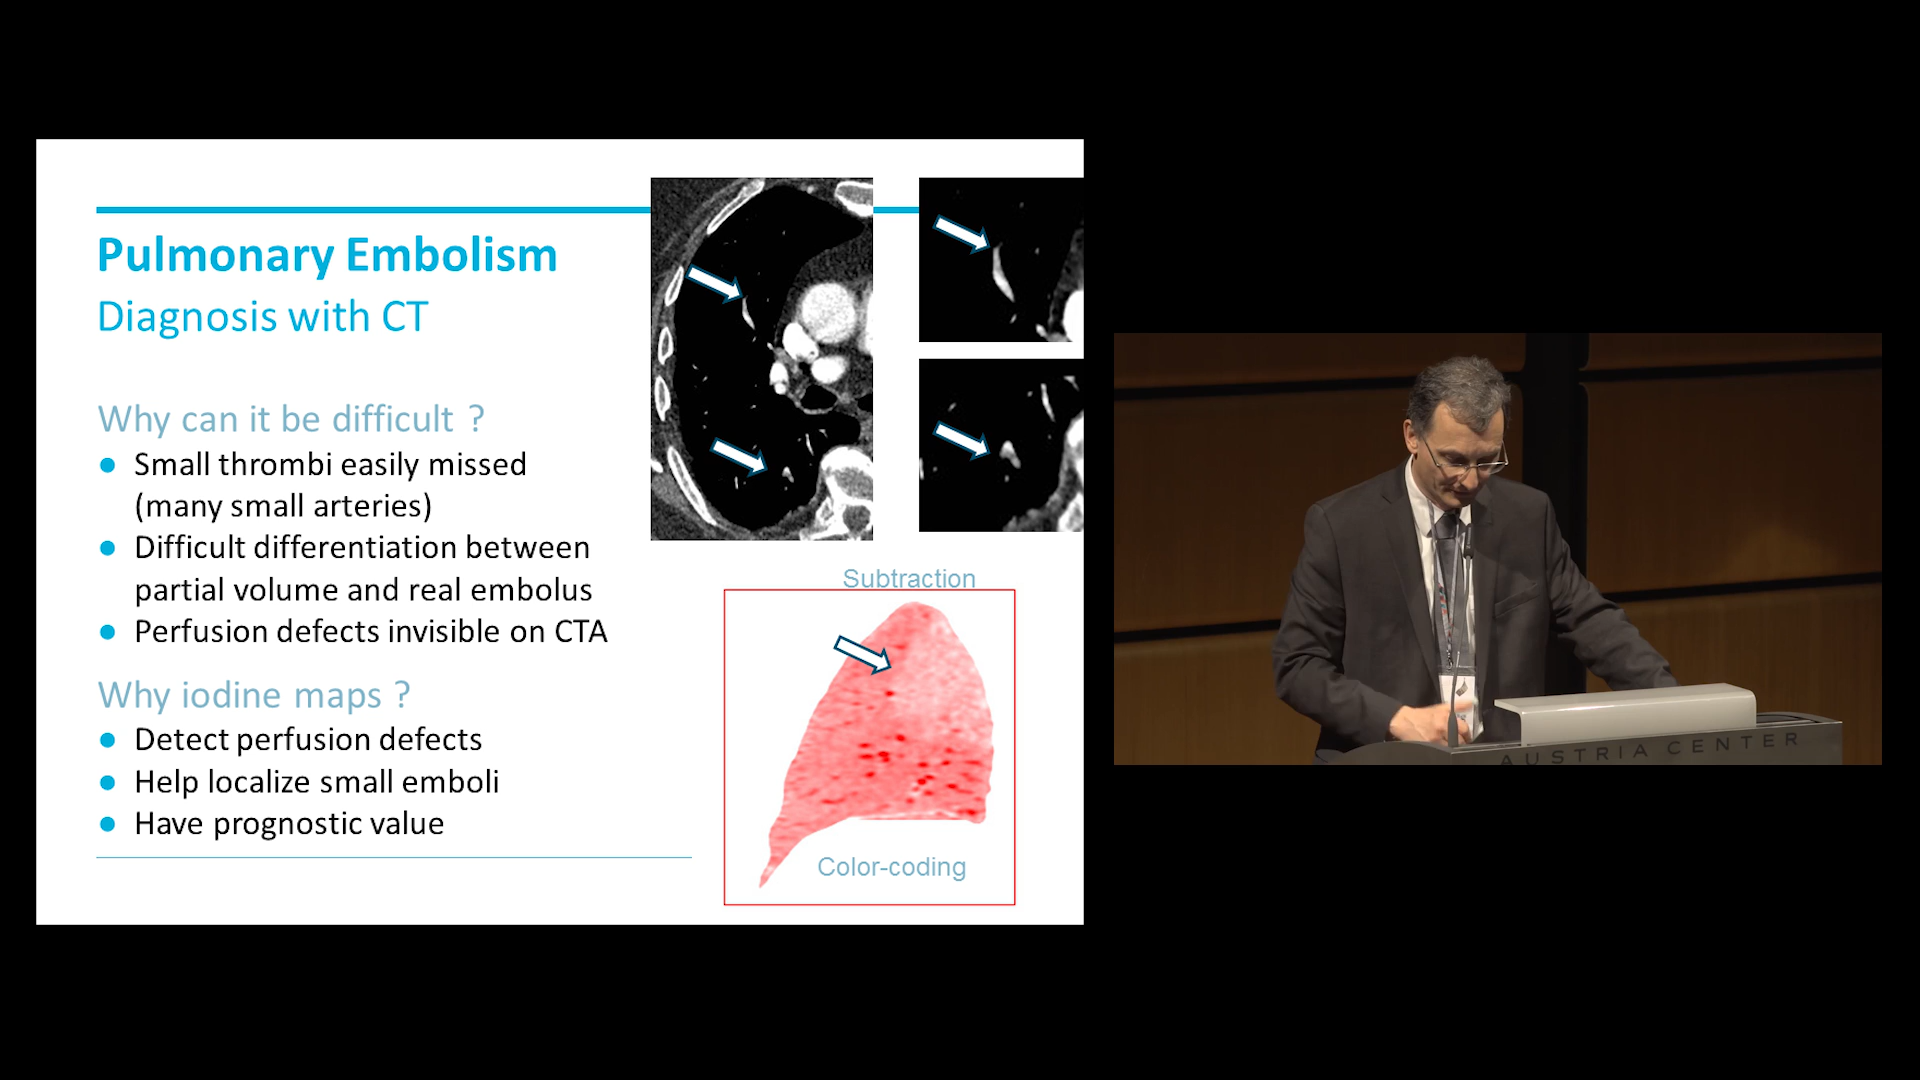 Pulmonary Embolism
Diagnosis with CT
Why can it be difficult ?
● Small thrombi easily missed
(many small arteries)
● Difficult differentiation between
partial volume and real embolus
● Perfusion defects invisible on CTA
Why iodine maps ?
● Detect perfusion defects
● Help localize small emboli
● Have prognostic value
Subtraction
Color-coding
AUSTRIA CENTER